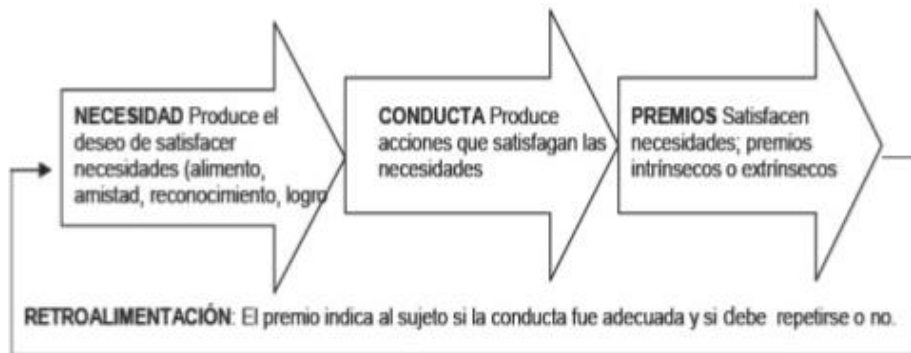 NECESIDAD Produce el
deseo de satisfacer
necesidades (alimento,
amistad, reconocimiento, logro
CONDUCTA Produce
acciones que satisfagan las
necesidades
PREMIOS Satisfacen
necesidades; premios
intrínsecos o extrínsecos
RETROALIMENTACIÓN: El premio indica al sujeto si la conducta fue adecuada y si debe repetirse o no.